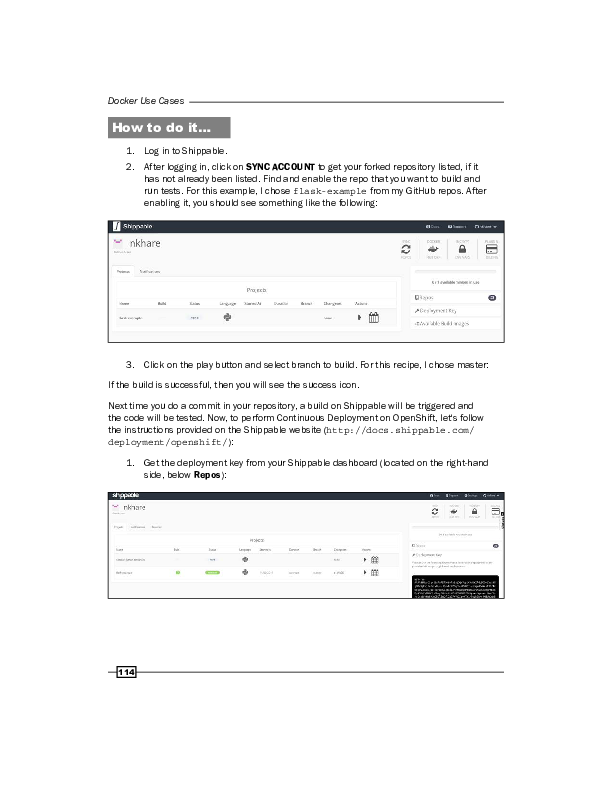 Docker Use Cases
How to do it...
1. Log in to Shippable.
2. After logging in, click on SYNC ACCOUNT to get your forked repository listed, if it
has not already been listed. Find and enable the repo that you want to build and
run tests. For this example, I chose flask-example from my GitHub repos. After
enabling it, you should see something like the following:
Shippable
Docs Support nkhare
nkhare
Projects
Projects
Name Build Status Language Duration Branch Actions
Repos
Deployment Key
Available Build Images
3. Click on the play button and select branch to build. For this recipe, I chose master:
If the build is successful, then you will see the success icon.
Next time you do a commit in your repository, a build on Shippable will be triggered and
the code will be tested. Now, to perform Continuous Deployment on OpenShift, let's follow
the instructions provided on the Shippable website (http://docs.shippable.com/
deployment/openshift/):
1. Get the deployment key from your Shippable dashboard (located on the right-hand
side, below Repos):
shippable
nkhare
Projects
114